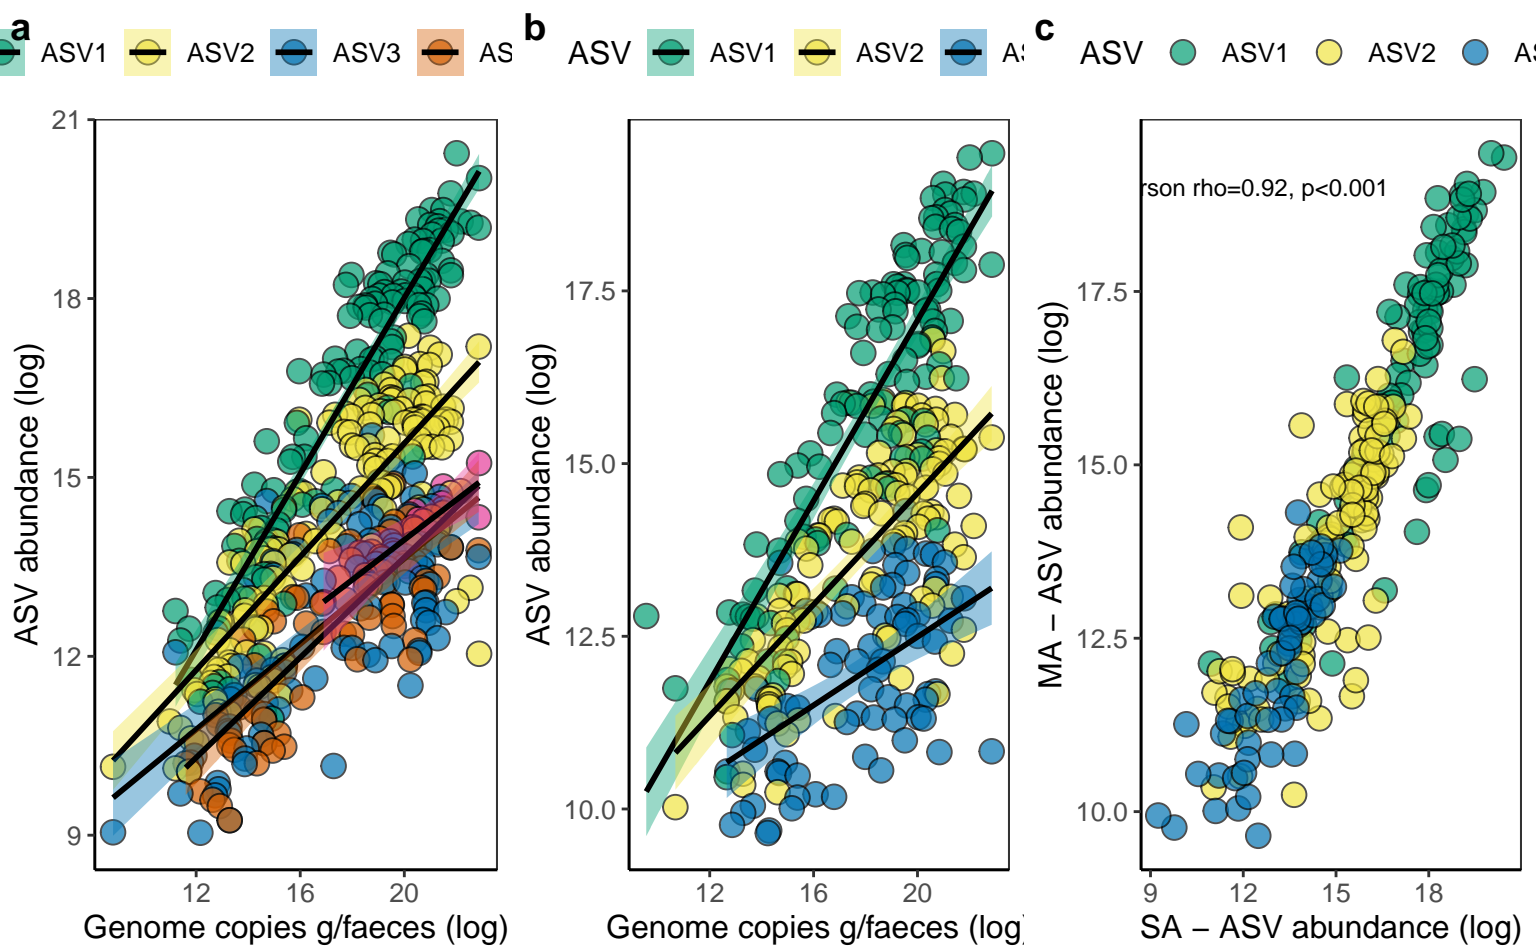 a
ASV1 ASV2 ASV3 AS
21
18
15
12
9
ASV abundance (log)
12 16 20
Genome copies g/faeces (log)
b
ASV ASV1 ASV2 AS
17.5
15.0
12.5
10.0
ASV abundance (log)
12 16 20
Genome copies g/faeces (log)
c
ASV ASV1 ASV2 AS
rson rho=0.92, p<0.001
17.5
15.0
12.5
10.0
MA − ASV abundance (log)
9 12 15 18
SA − ASV abundance (log)